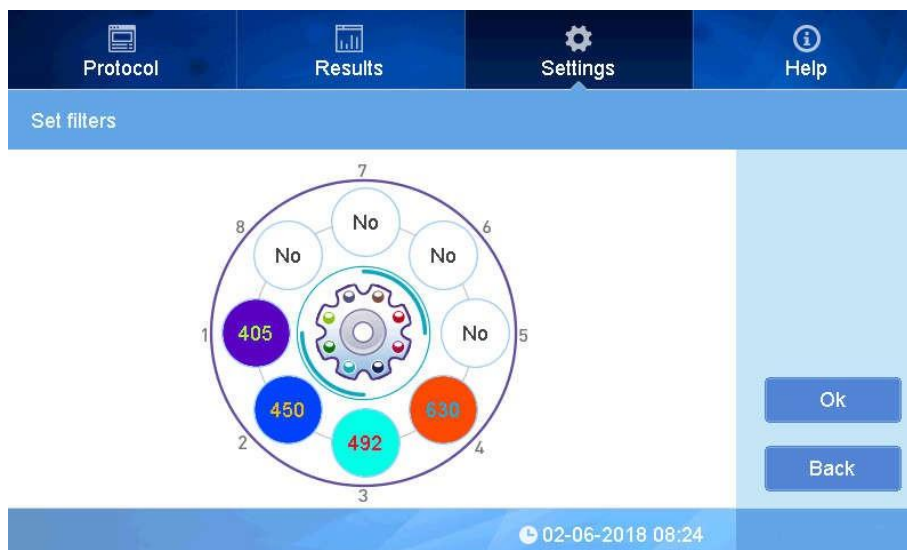 Protocol
Results
Settings
Help
Set filters
7
8 No 6
No No
1 405 No 5
450 630 Ok
2 492 4
Back
3
02-06-2018 08:24